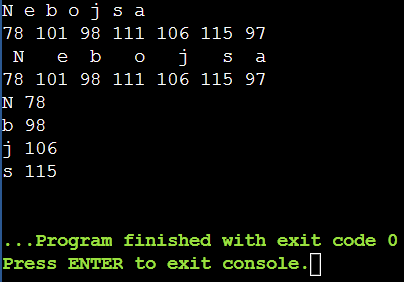 N e b o j s a
78 101 98 111 106 115 97
 N   e  b   o   j   s  a
78 101 98 111 106 115 97
N 78
b 98
j 106
s 115
...Program finished with exit code 0
Press ENTER to exit console.